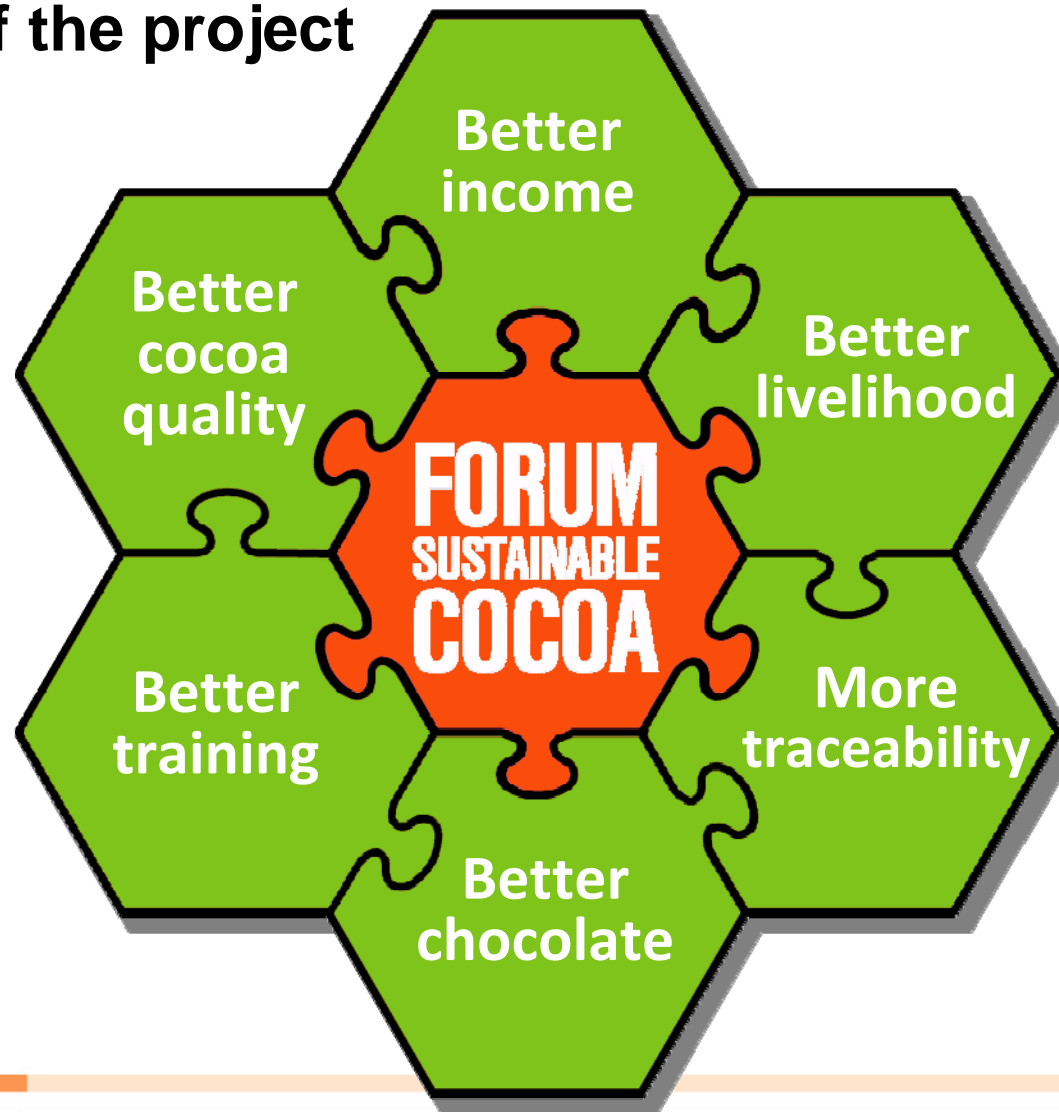 the project
Better
income
Better
livelihood
More
traceability
Better
chocolate
Better
training
Better
cocoa
quality
FORUM
SUSTAINABLE
COCOA